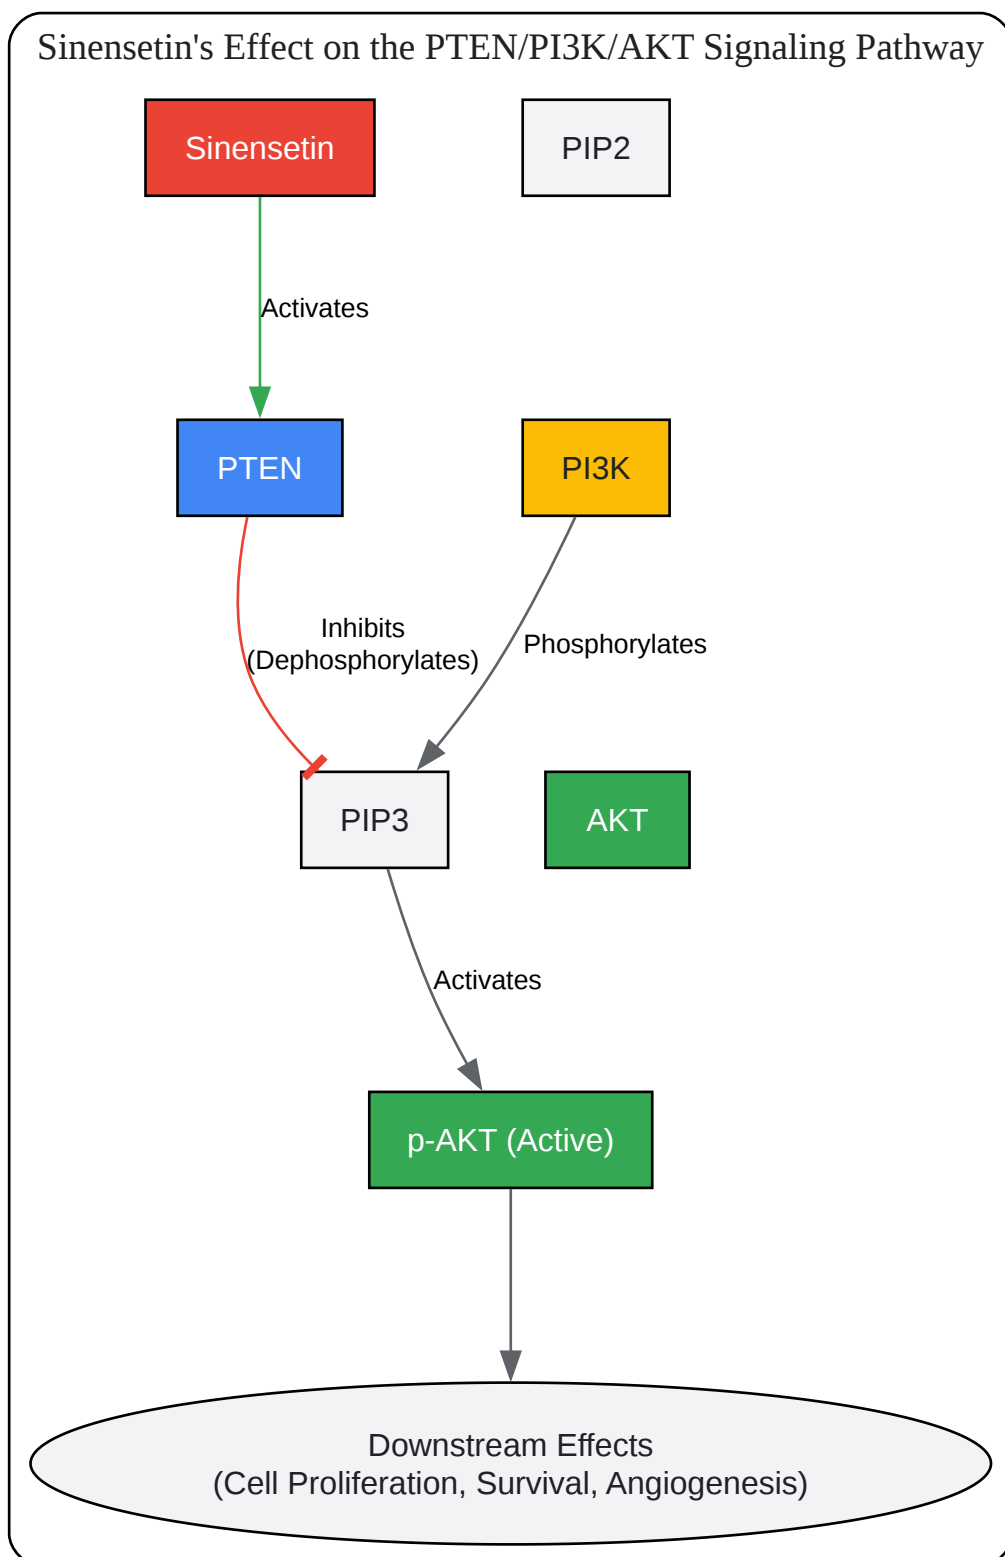 Sinensetin's Effect on the PTEN/PI3K/AKT Signaling Pathway
Sinensetin
PIP2
Activates
PTEN
PI3K
Inhibits
(Dephosphorylates)
Phosphorylates
PIP3
AKT
Activates
p-AKT (Active)
Downstream Effects
(Cell Proliferation, Survival, Angiogenesis)